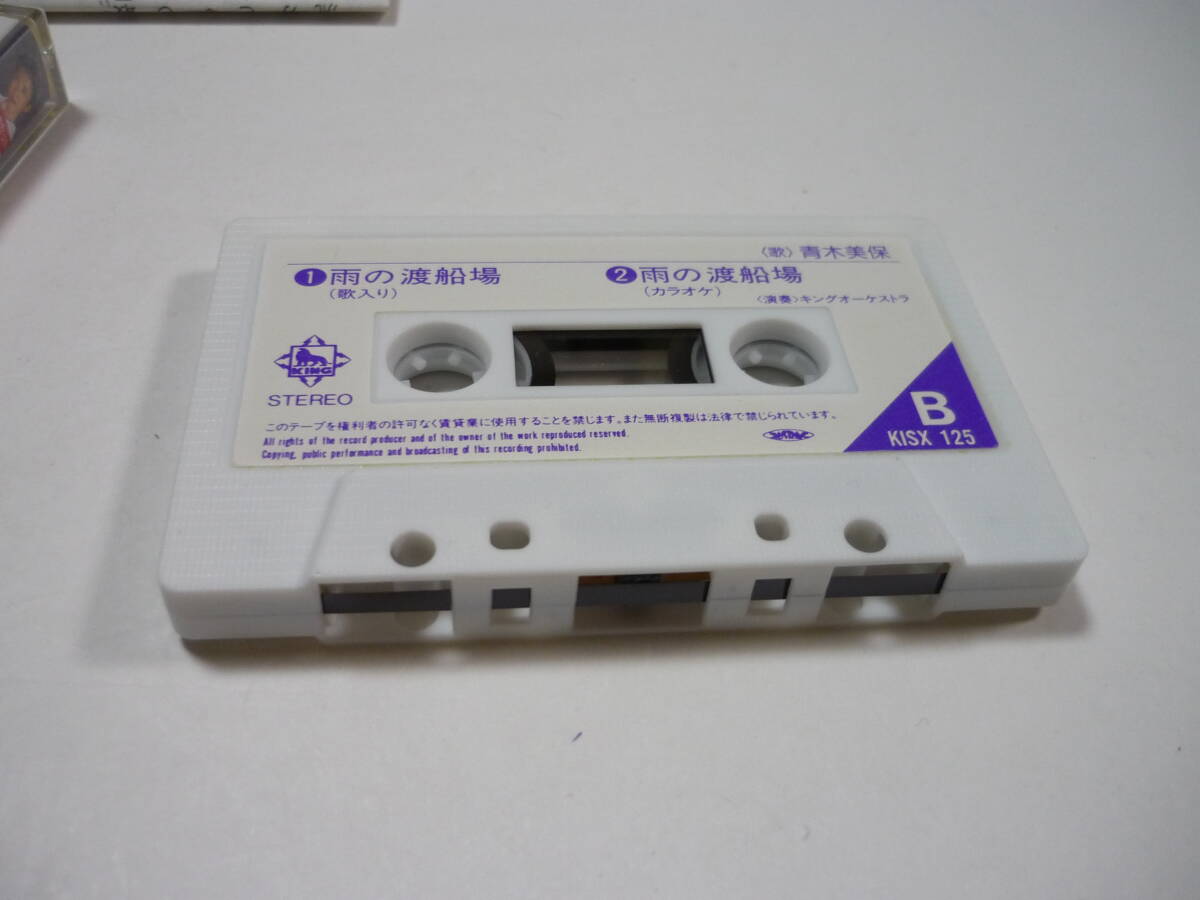 〈歌〉青木美保
❶雨の渡船場
(歌入り)
❷雨の渡船場
(カラオケ)
〈演奏〉キングオーケストラ
KING
STEREO
このテープを権利者の許可なく賃貸業に使用することを禁じます。また無断複製は法律で禁じられています。
All rights of the record producer and of the owner of the work reproduced reserved.
Copying, public performance and broadcasting of this recording prohibited.
B
KISX 125